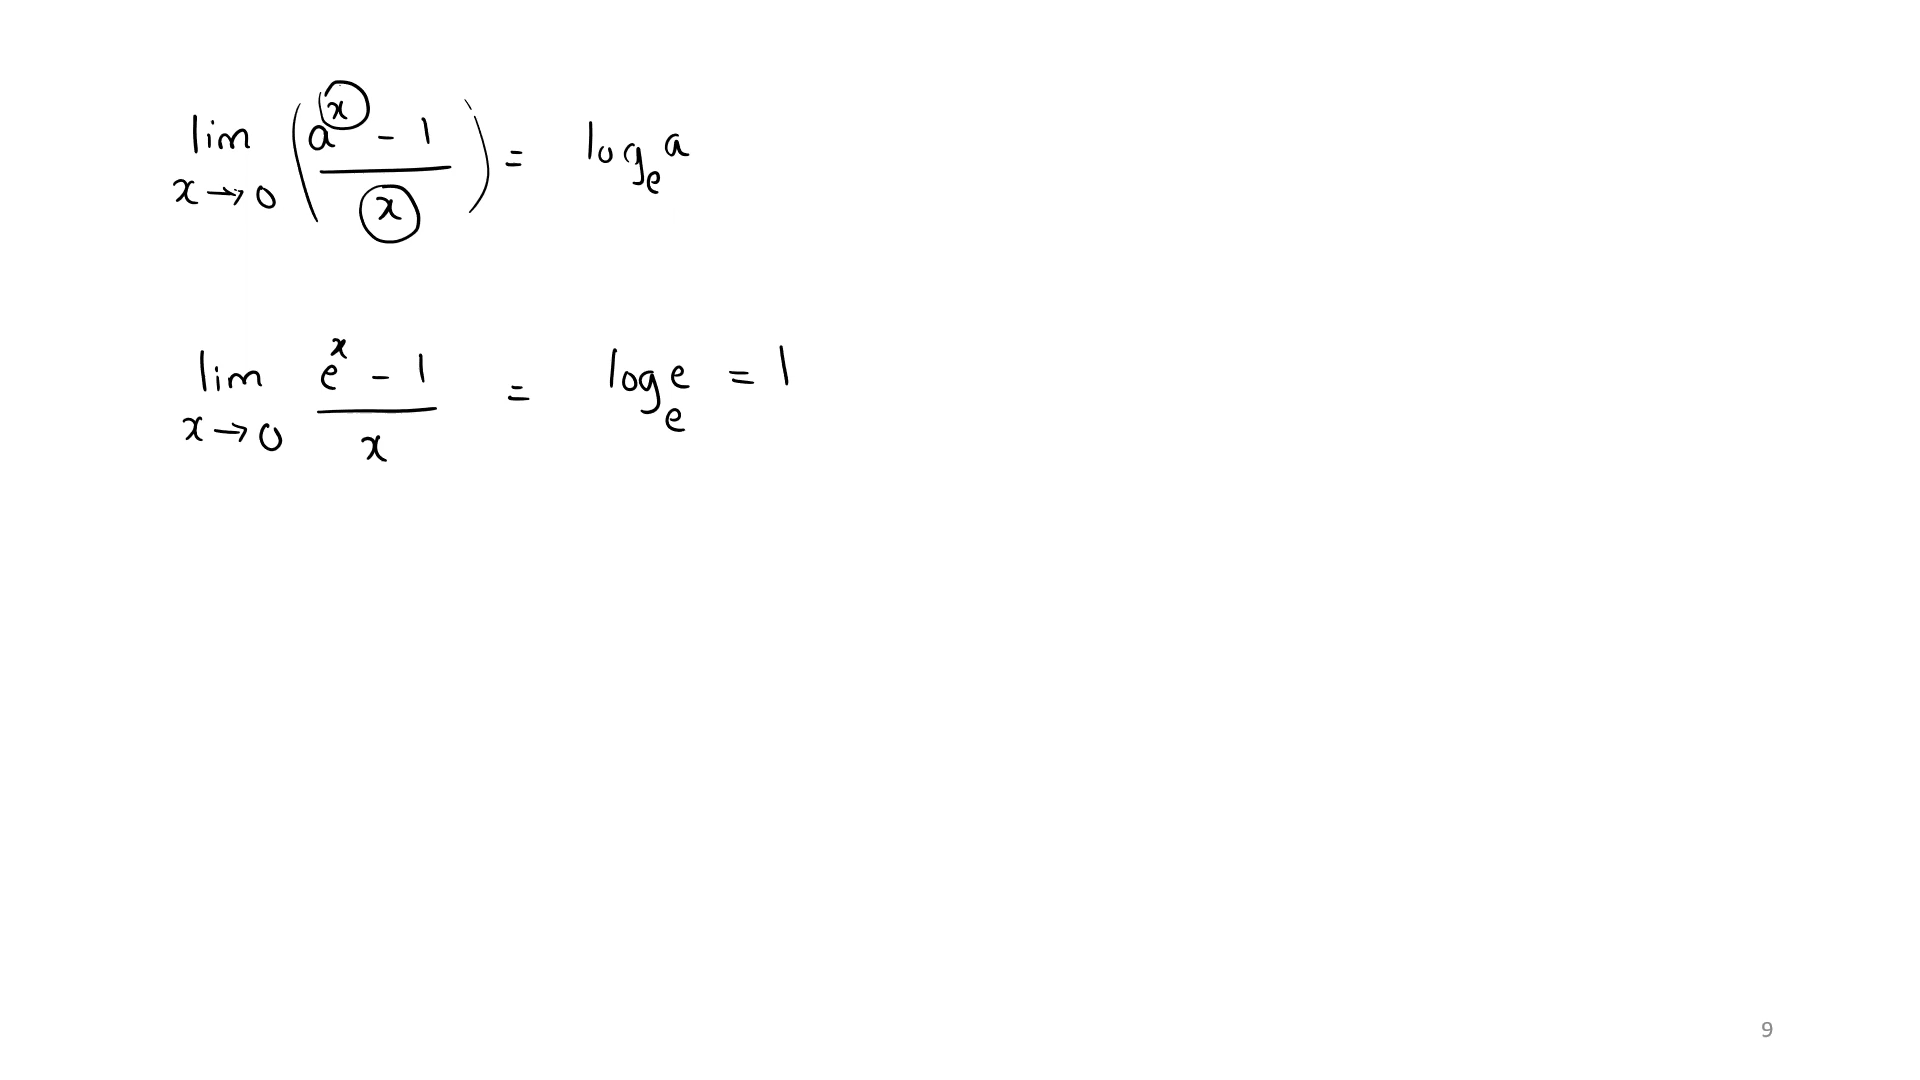 lim x→0 (a^x - 1 / x) = log_e a
lim x→0 e^x - 1 / x = log_e e = 1
9